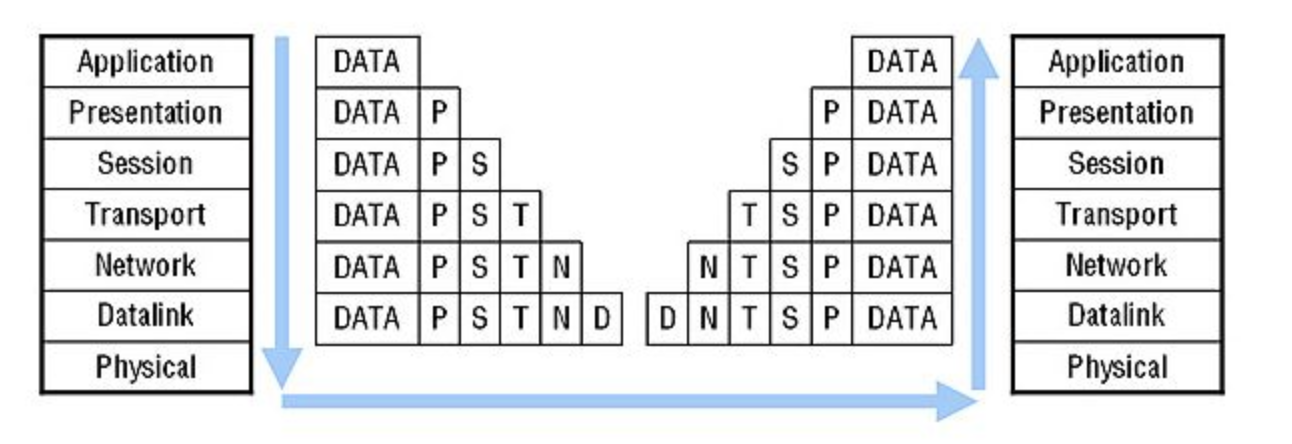 Application DATA DATA Application
Presentation DATA P P DATA Presentation
Session DATA P S S P DATA Session
Transport DATA P S T T S P DATA Transport
Network DATA P S T N N T S P DATA Network
Datalink DATA P S T N D D N T S P DATA Datalink
Physical Physical